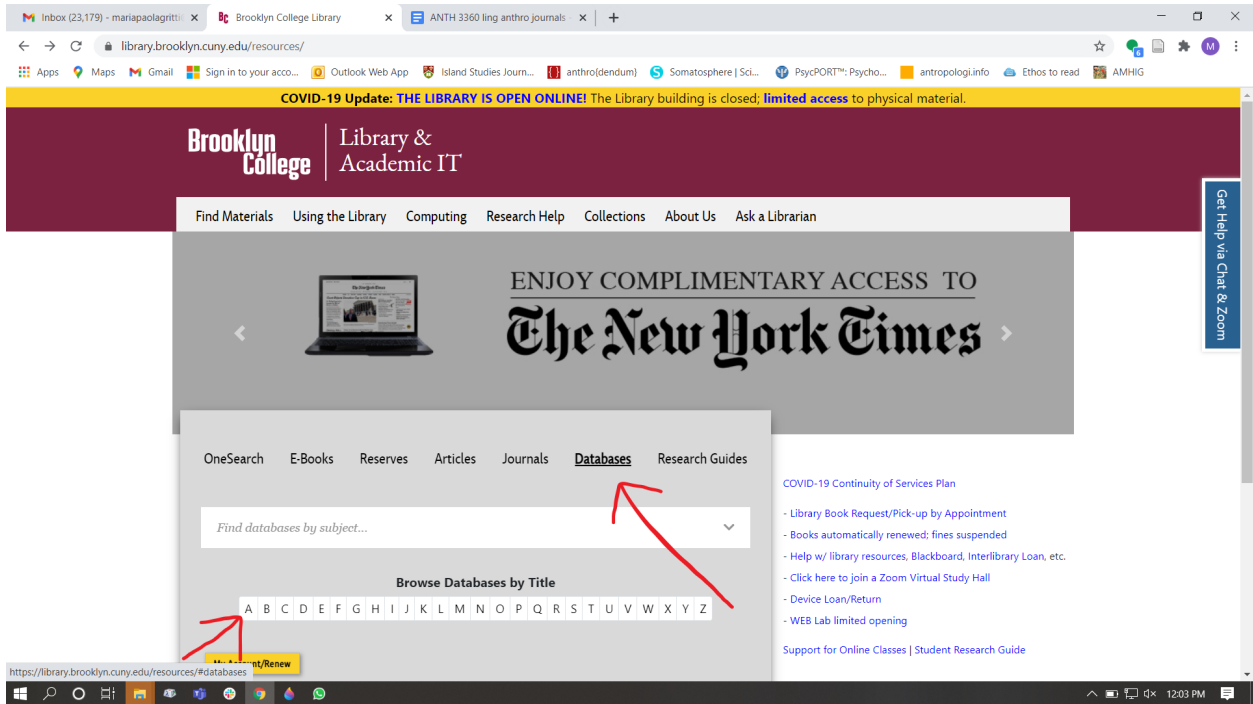 Inbox (23,179) - mariapaolagritti
Brooklyn College Library
ANTH 3360 ling anthro journals -
library.brooklyn.cuny.edu/resources/
M
6
Apps Maps Gmail Sign in to your acco... Outlook Web App Island Studies Journ... anthro{dendum} Somatosphere | Sci... PsycPORT™: Psycho... antropologi.info Ethos to read AMHIG
COVID-19 Update: THE LIBRARY IS OPEN ONLINE! The Library building is closed; limited access to physical material.
Brooklyn
College
Library &
Academic IT
Find Materials Using the Library Computing Research Help Collections About Us Ask a Librarian
Get Help via Chat & Zoom
ENJOY COMPLIMENTARY ACCESS TO
The New York Times
OneSearch E-Books Reserves Articles Journals Databases Research Guides
Find databases by subject...
Browse Databases by Title
A B C D E F G H I J K L M N O P Q R S T U V W X Y Z
My Account/Renew
COVID-19 Continuity of Services Plan
- Library Book Request/Pick-up by Appointment
- Books automatically renewed; fines suspended
- Help w/ library resources, Blackboard, Interlibrary Loan, etc.
- Click here to join a Zoom Virtual Study Hall
- Device Loan/Return
- WEB Lab limited opening
Support for Online Classes | Student Research Guide
https://library.brooklyn.cuny.edu/resources/#databases
12:03 PM